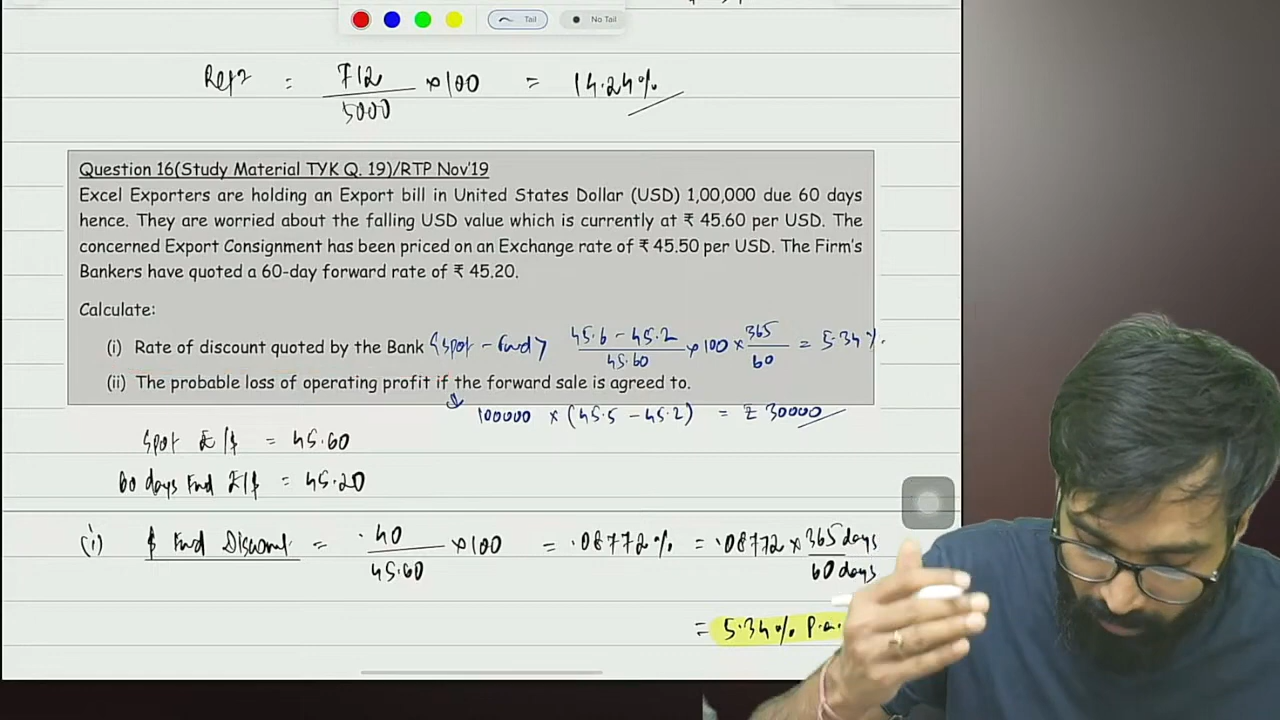 Tail
No Tail
Ref² = 712/5000 × 100 = 14.24%
Question 16(Study Material TYK Q. 19)/RTP Nov'19
Excel Exporters are holding an Export bill in United States Dollar (USD) 1,00,000 due 60 days
hence. They are worried about the falling USD value which is currently at ₹ 45.60 per USD. The
concerned Export Consignment has been priced on an Exchange rate of ₹ 45.50 per USD. The Firm's
Bankers have quoted a 60-day forward rate of ₹ 45.20.
Calculate:
(i) Rate of discount quoted by the Bank {spot - Fwd} 45.6 - 45.2/45.60 × 100 × 365/60 = 5.34%.
(ii) The probable loss of operating profit if the forward sale is agreed to.
100000 × (45.5 - 45.2) = ₹ 30000
Spot ₹/$ = 45.60
60 days Fwd ₹/$ = 45.20
(i) $ Fwd Discount = .40/45.60 × 100 = .08772% = .08772 × 365 days/60 days
= 5.34% P.a.